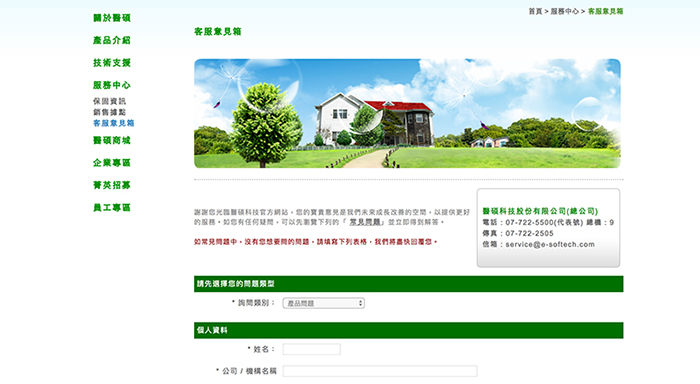 首頁 > 服務中心 > 客服意見箱
關於醫碩
產品介紹
技術支援
服務中心
保固資訊
銷售據點
客服意見箱
醫碩商城
企業專區
菁英招募
員工專區
客服意見箱
謝謝您光臨醫碩科技官方網站，您的寶貴意見是我們未來成長改善的空間，以提供更好
的服務。如您有任何疑問，可以先瀏覽下列的「 常見問題」並立即得到解答。
如常見問題中，沒有您想要問的問題，請填寫下列表格，我們將盡快回覆您。
醫碩科技股份有限公司(總公司)
電話：07-722-5500(代表號) 總機：9
傳真：07-722-2505
信箱：service@e-softech.com
請先選擇您的問題類型
* 詢問類別： 產品問題
個人資料
* 姓名：
* 公司 / 機構名稱